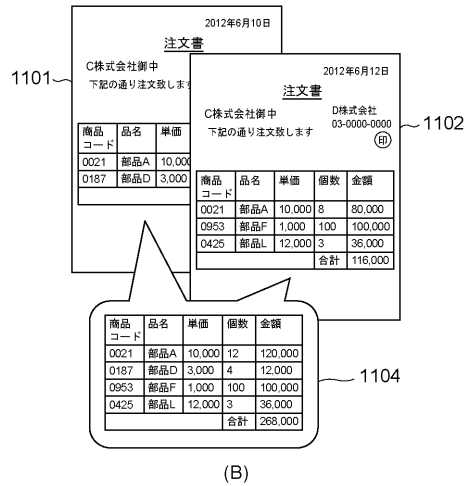 2012年6月10日
注文書
C株式会社御中
下記の通り注文致します
商品コード 品名 単価
0021 部品A 10,000
0187 部品D 3,000
1101
2012年6月12日
注文書
C株式会社御中
D株式会社
下記の通り注文致します
03-0000-0000
印
1102
商品コード 品名 単価 個数 金額
0021 部品A 10,000 8 80,000
0953 部品F 1,000 100 100,000
0425 部品L 12,000 3 36,000
合計 116,000
商品コード 品名 単価 個数 金額
0021 部品A 10,000 12 120,000
0187 部品D 3,000 4 12,000
0953 部品F 1,000 100 100,000
0425 部品L 12,000 3 36,000
合計 268,000
1104
(B)